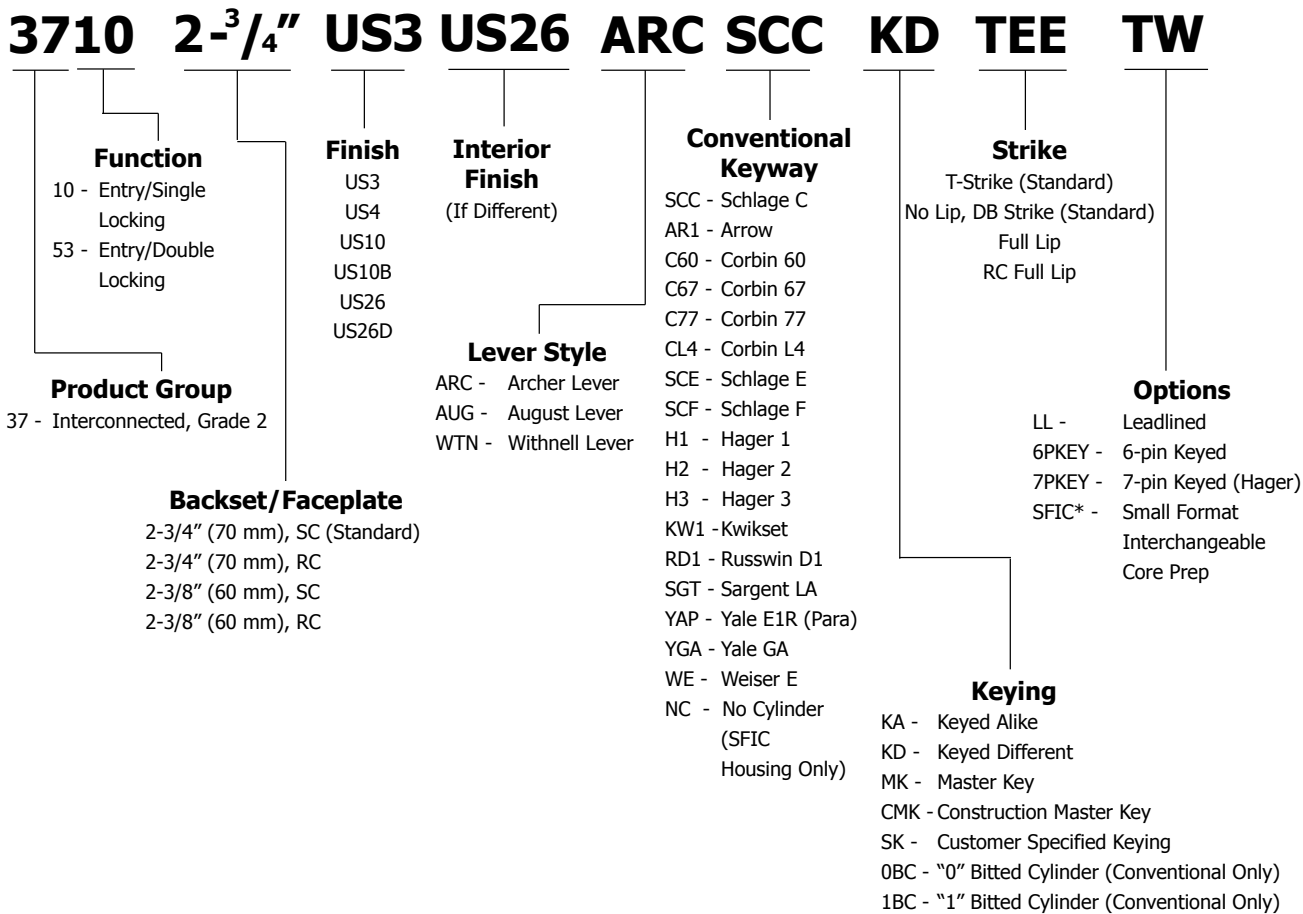 3710 2-3/4” US3 US26 ARC SCC KD TEE TW
Function
10 - Entry/Single
Locking
53 - Entry/Double
Locking
Product Group
37 - Interconnected, Grade 2
Backset/Faceplate
2-3/4” (70 mm), SC (Standard)
2-3/4” (70 mm), RC
2-3/8” (60 mm), SC
2-3/8” (60 mm), RC
Finish
US3
US4
US10
US10B
US26
US26D
Interior
Finish
(If Different)
Lever Style
ARC - Archer Lever
AUG - August Lever
WTN - Withnell Lever
Conventional
Keyway
SCC - Schlage C
AR1 - Arrow
C60 - Corbin 60
C67 - Corbin 67
C77 - Corbin 77
CL4 - Corbin L4
SCE - Schlage E
SCF - Schlage F
H1 - Hager 1
H2 - Hager 2
H3 - Hager 3
KW1 -Kwikset
RD1 - Russwin D1
SGT - Sargent LA
YAP - Yale E1R (Para)
YGA - Yale GA
WE - Weiser E
NC - No Cylinder
(SFIC
Housing Only)
Keying
KA - Keyed Alike
KD - Keyed Different
MK - Master Key
CMK - Construction Master Key
SK - Customer Specified Keying
0BC - “0” Bitted Cylinder (Conventional Only)
1BC - “1” Bitted Cylinder (Conventional Only)
Strike
T-Strike (Standard)
No Lip, DB Strike (Standard)
Full Lip
RC Full Lip
Options
LL - Leadlined
6PKEY - 6-pin Keyed
7PKEY - 7-pin Keyed (Hager)
SFIC* - Small Format
Interchangeable
Core Prep